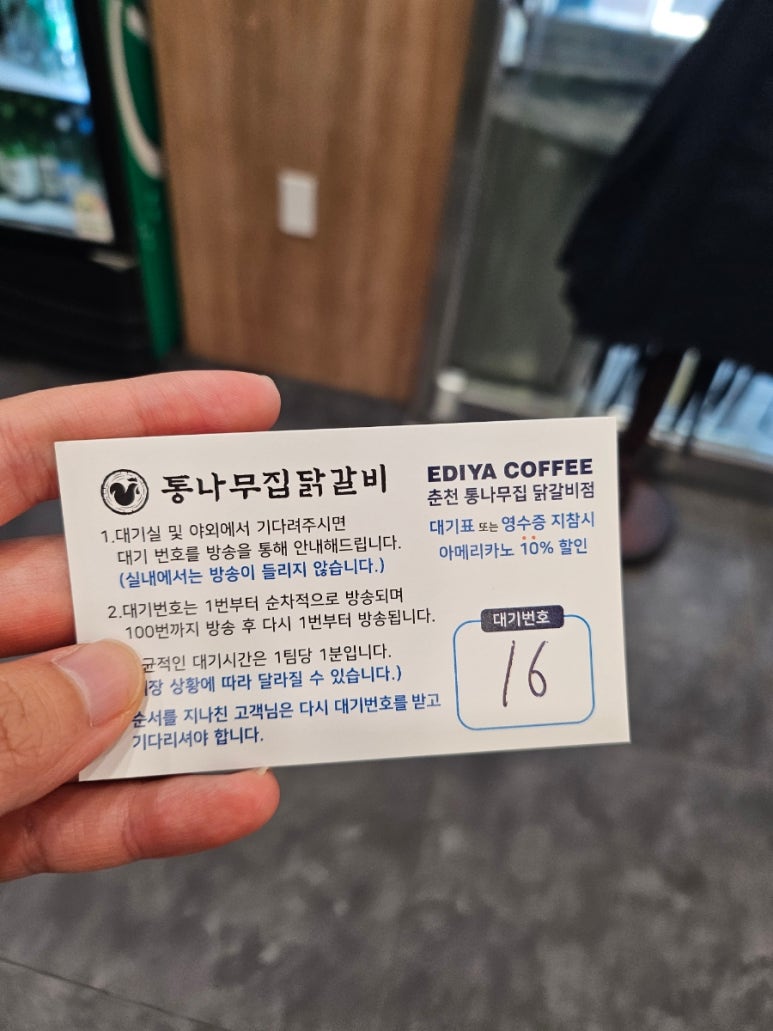 통나무집닭갈비
1.대기실 및 야외에서 기다려주시면
대기 번호를 방송을 통해 안내해드립니다.
(실내에서는 방송이 들리지 않습니다.)
2.대기번호는 1번부터 순차적으로 방송되며
100번까지 방송 후 다시 1번부터 방송됩니다.
균적인 대기시간은 1팀당 1분입니다.
장 상황에 따라 달라질 수 있습니다.)
순서를 지나친 고객님은 다시 대기번호를 받고
기다리셔야 합니다.
EDIYA COFFEE
춘천 통나무집 닭갈비점
대기표 또는 영수증 지참시
아메리카노 10% 할인
대기번호
16